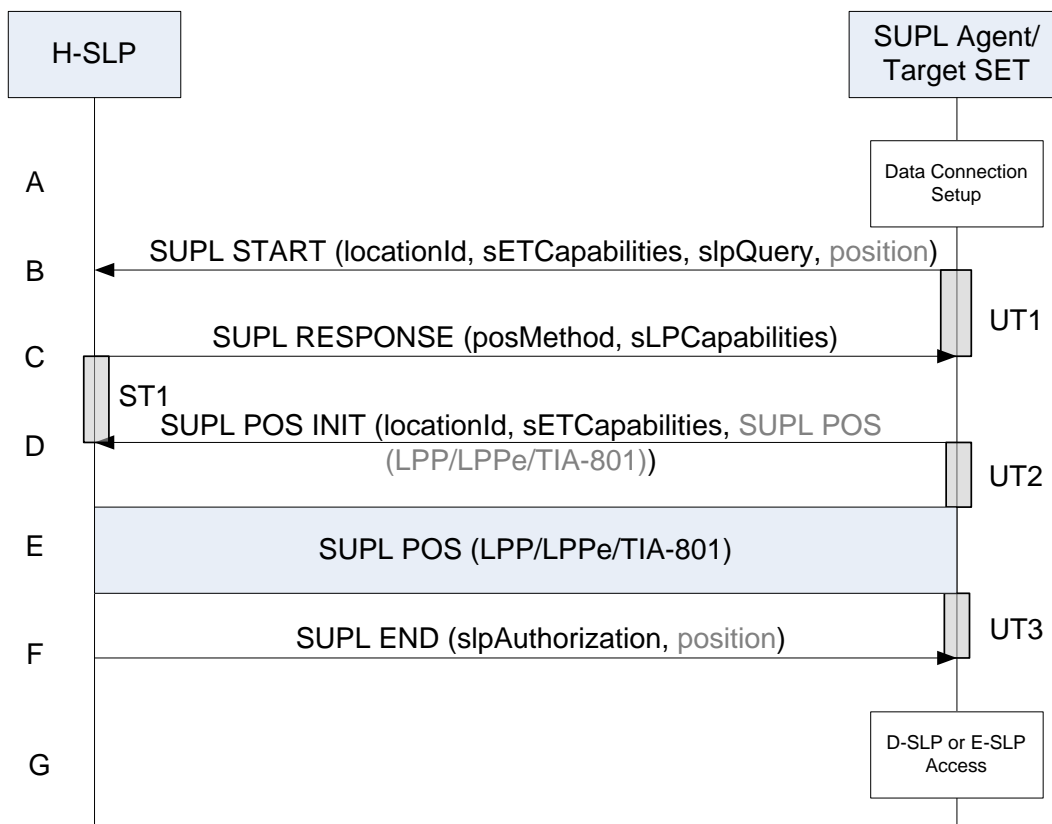 H-SLP
SUPL Agent/
Target SET
A
Data Connection
Setup
SUPL START (locationId, sETCapabilities, slpQuery, position)
B
UT1
SUPL RESPONSE (posMethod, sLPCapabilities)
C
ST1
SUPL POS INIT (locationId, sETCapabilities, SUPL POS
(LPP/LPPe/TIA-801))
D
UT2
E
SUPL POS (LPP/LPPe/TIA-801)
UT3
SUPL END (slpAuthorization, position)
F
D-SLP or E-SLP
Access
G